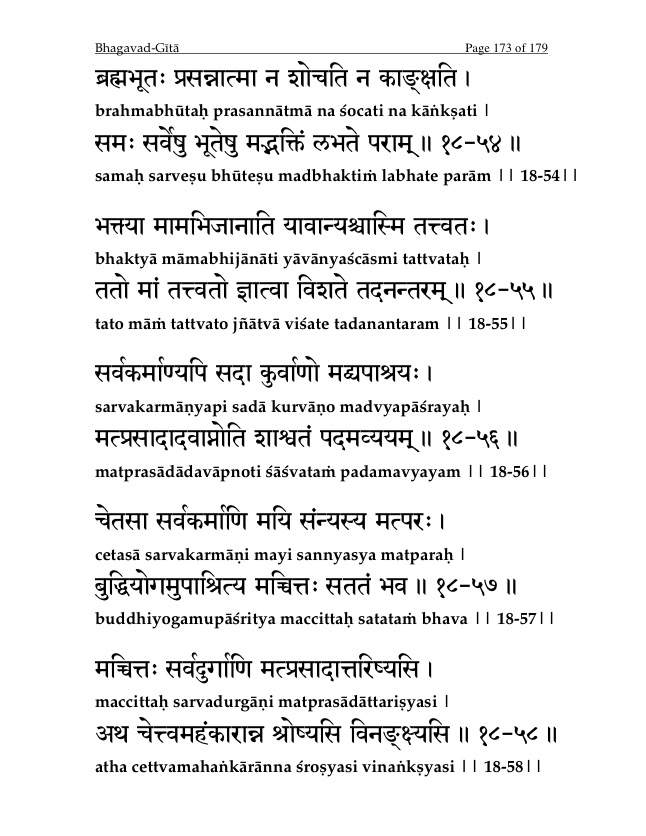 Bhagavad-Gītā Page 173 of 179
ब्रह्मभूतः प्रसन्नात्मा न शोचति न काङ्क्षति ।
brahmabhūtaḥ prasannātmā na śocati na kāṅkṣati |
समः सर्वेषु भूतेषु मद्भक्तिं लभते पराम् ॥ १८-५४॥
samaḥ sarveṣu bhūteṣu madbhaktiṁ labhate parām || 18-54||
भक्त्या मामभिजानाति यावान्यश्चास्मि तत्त्वतः ।
bhaktyā māmabhijānāti yāvānyaścāsmi tattvataḥ |
ततो मां तत्त्वतो ज्ञात्वा विशते तदनन्तरम् ॥ १८-५५॥
tato māṁ tattvato jñātvā viśate tadanantaram || 18-55||
सर्वकर्माण्यपि सदा कुर्वाणो मद्व्यपाश्रयः ।
sarvakarmāṇyapi sadā kurvāṇo madvyapāśrayaḥ |
मत्प्रसादादवाप्नोति शाश्वतं पदमव्ययम् ॥ १८-५६॥
matprasādādavāpnoti śāśvataṁ padamavyayam || 18-56||
चेतसा सर्वकर्माणि मयि संन्यस्य मत्परः ।
cetasā sarvakarmāṇi mayi sannyasya matparaḥ |
बुद्धियोगमुपाश्रित्य मच्चित्तः सततं भव ॥ १८-५७॥
buddhiyogamupāśritya maccittaḥ satataṁ bhava || 18-57||
मच्चित्तः सर्वदुर्गाणि मत्प्रसादात्तरिष्यसि ।
maccittaḥ sarvadurgāṇi matprasādāttariṣyasi |
अथ चेत्त्वमहंकारान्न श्रोष्यसि विनङ्क्ष्यसि ॥ १८-५८॥
atha cettvamahaṅkārānna śroṣyasi vinaṅkṣyasi || 18-58||